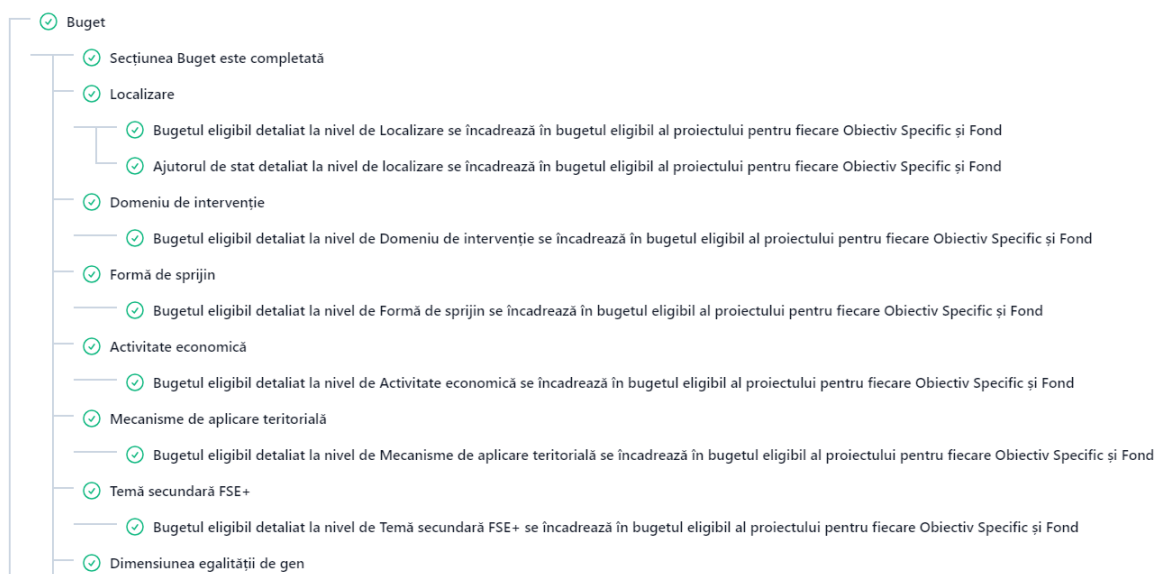 Buget
Secțiunea Buget este completată
Localizare
Bugetul eligibil detaliat la nivel de Localizare se încadrează în bugetul eligibil al proiectului pentru fiecare Obiectiv Specific și Fond
Ajutorul de stat detaliat la nivel de localizare se încadrează în bugetul eligibil al proiectului pentru fiecare Obiectiv Specific și Fond
Domeniu de intervenție
Bugetul eligibil detaliat la nivel de Domeniu de intervenție se încadrează în bugetul eligibil al proiectului pentru fiecare Obiectiv Specific și Fond
Formă de sprijin
Bugetul eligibil detaliat la nivel de Formă de sprijin se încadrează în bugetul eligibil al proiectului pentru fiecare Obiectiv Specific și Fond
Activitate economică
Bugetul eligibil detaliat la nivel de Activitate economică se încadrează în bugetul eligibil al proiectului pentru fiecare Obiectiv Specific și Fond
Mecanisme de aplicare teritorială
Bugetul eligibil detaliat la nivel de Mecanisme de aplicare teritorială se încadrează în bugetul eligibil al proiectului pentru fiecare Obiectiv Specific și Fond
Temă secundară FSE+
Bugetul eligibil detaliat la nivel de Temă secundară FSE+ se încadrează în bugetul eligibil al proiectului pentru fiecare Obiectiv Specific și Fond
Dimensiunea egalității de gen